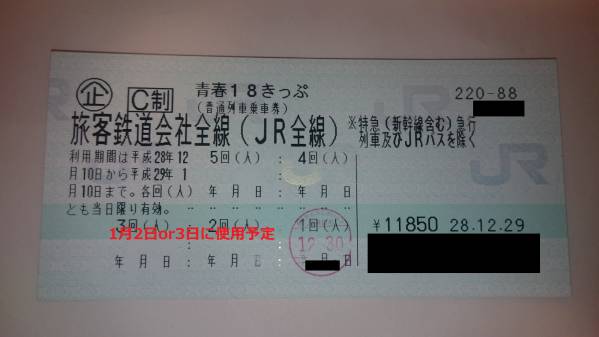 企 C制 青春18きっぷ 220-88
(普通列車乗車券)
旅客鉄道会社全線(JR全線) ※特急(新幹線含む)急行
列車及びJRバスを除く
利用期間は平成28年12 5回(人) : 4回(人)
月10日から平成29年 1 :
月10日まで。各回(人) 年 月 日 : 年 月 日
とも当日限り有効。
3回(人) : 2回(人) : 1回(人) ¥11850 28.12.29
1月2日or3日に使用予定
12.30
年 月 日 : 年 月 日 : 月 日
JR